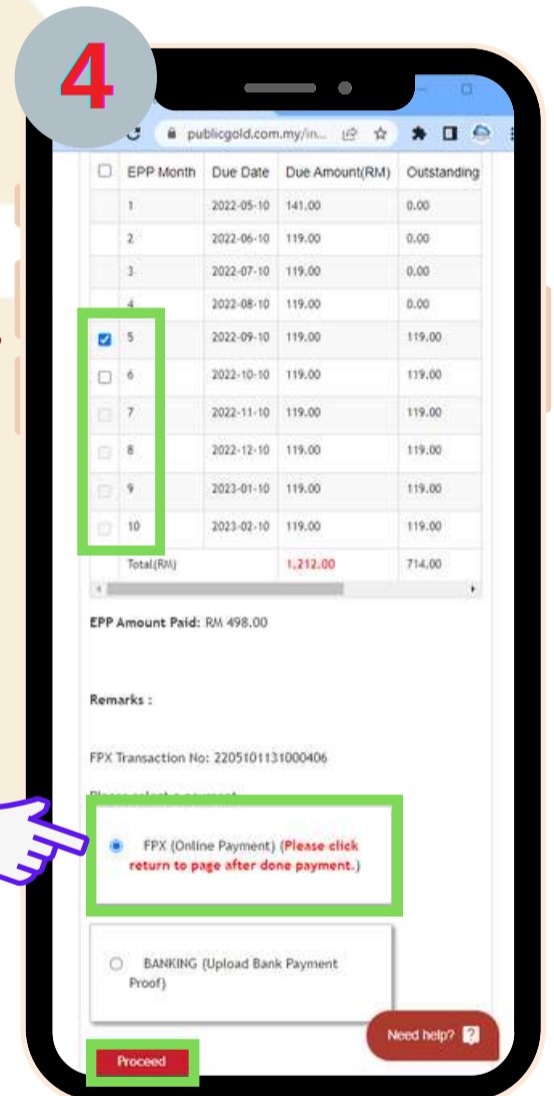 4
publicgold.com.my/in...
EPP Month Due Date Due Amount(RM) Outstanding
1 2022-05-10 141.00 0.00
2 2022-06-10 119.00 0.00
3 2022-07-10 119.00 0.00
4 2022-08-10 119.00 0.00
5 2022-09-10 119.00 119.00
6 2022-10-10 119.00 119.00
7 2022-11-10 119.00 119.00
8 2022-12-10 119.00 119.00
9 2023-01-10 119.00 119.00
10 2023-02-10 119.00 119.00
Total(RM) 1,212.00 714.00
EPP Amount Paid: RM 498.00
Remarks :
FPX Transaction No: 2205101131000406
FPX (Online Payment) (Please click
return to page after done payment.)
BANKING (Upload Bank Payment
Proof)
Need help?
Proceed